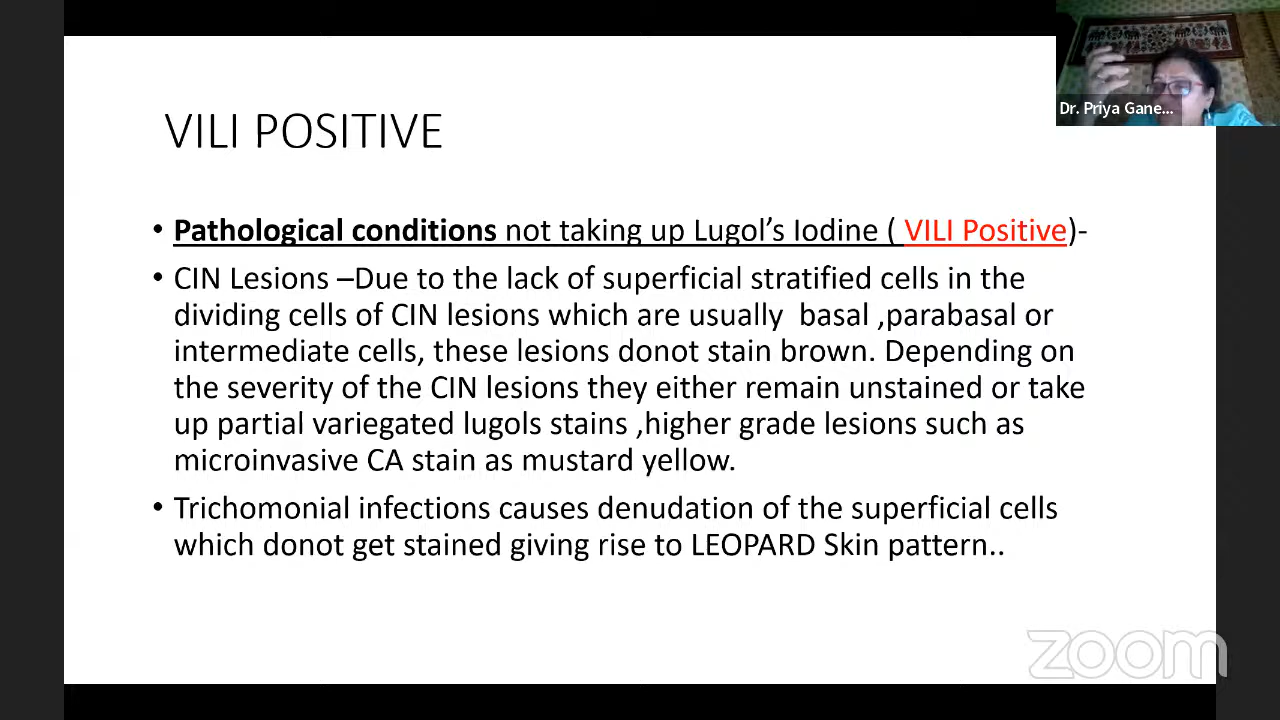 VILI POSITIVE
Dr. Priya Gane...
• Pathological conditions not taking up Lugol’s Iodine ( VILI Positive)-
• CIN Lesions –Due to the lack of superficial stratified cells in the
dividing cells of CIN lesions which are usually  basal ,parabasal or
intermediate cells, these lesions donot stain brown. Depending on
the severity of the CIN lesions they either remain unstained or take
up partial variegated lugols stains ,higher grade lesions such as
microinvasive CA stain as mustard yellow.
• Trichomonial infections causes denudation of the superficial cells
which donot get stained giving rise to LEOPARD Skin pattern..
zoom